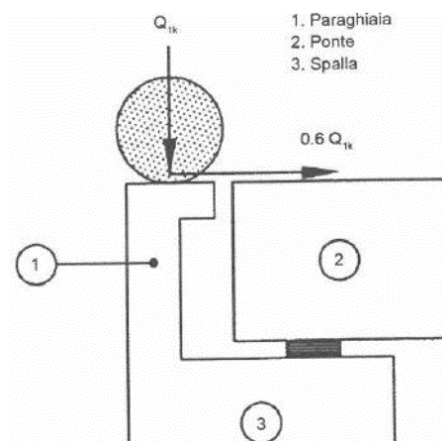 Q1k
1. Paraghiaia
2. Ponte
3. Spalla
0.6 Q1k
1
2
3